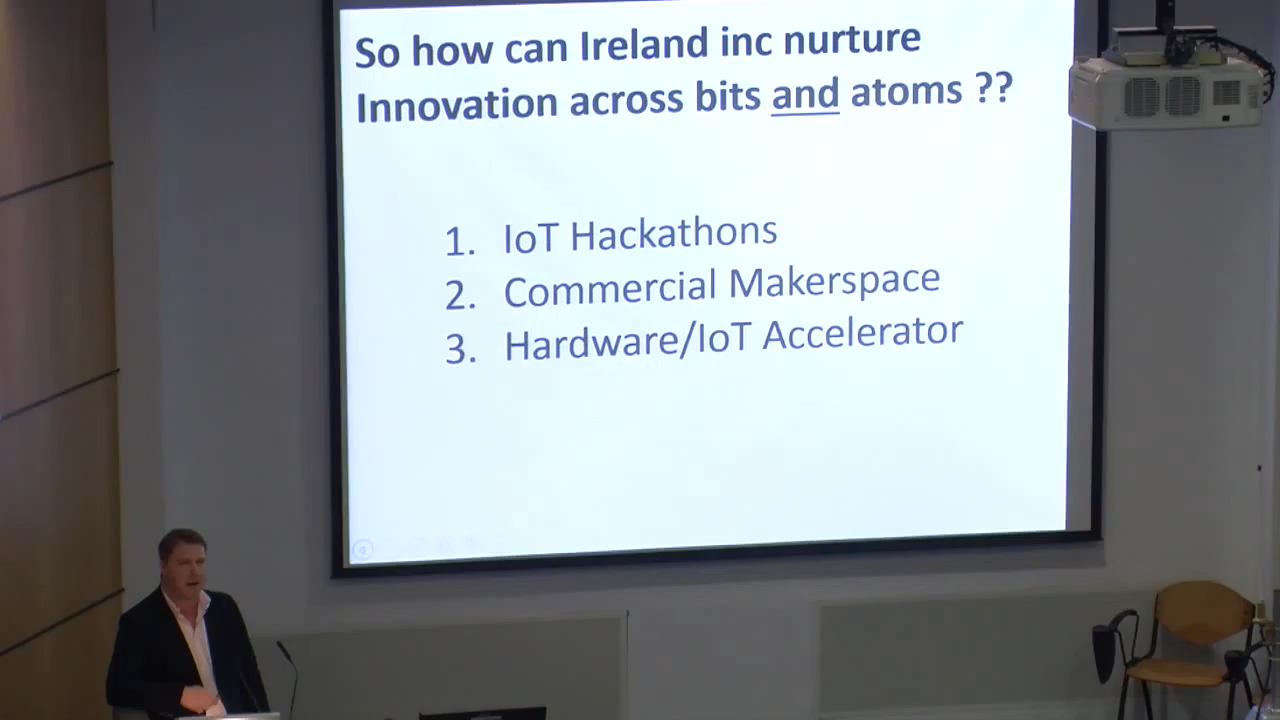 So how can Ireland inc nurture
Innovation across bits and atoms ??
1. IoT Hackathons
2. Commercial Makerspace
3. Hardware/IoT Accelerator